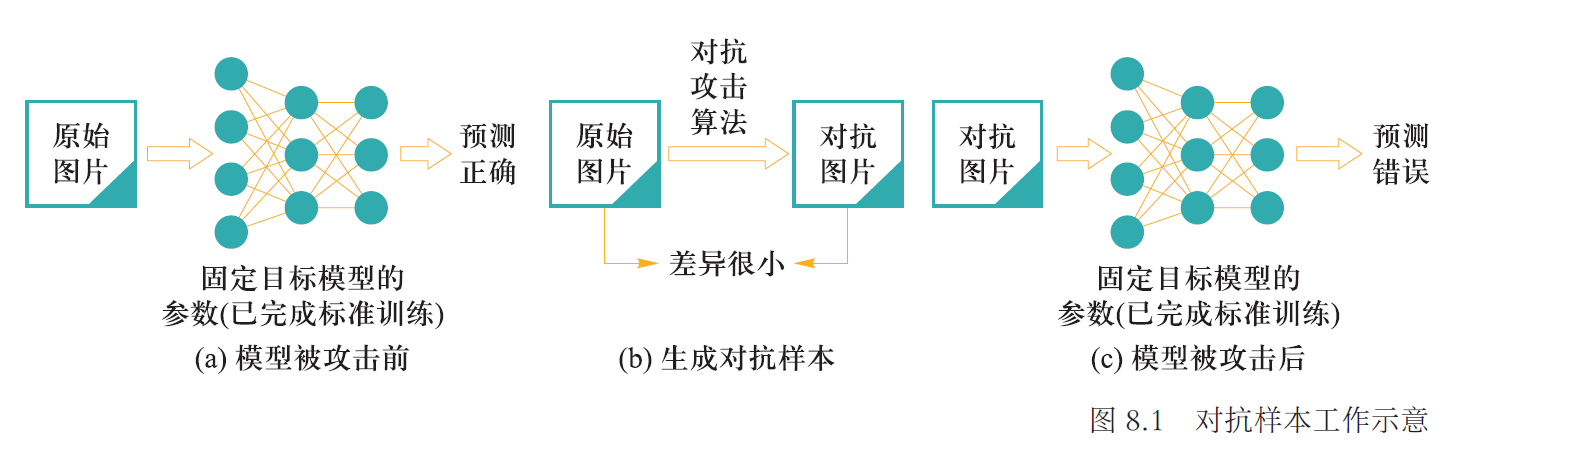 原始
图片
预测
正确
固定目标模型的
参数(已完成标准训练)
(a) 模型被攻击前
原始
图片
对抗
攻击
算法
对抗
图片
差异很小
(b) 生成对抗样本
对抗
图片
预测
错误
固定目标模型的
参数(已完成标准训练)
(c) 模型被攻击后
图 8.1 对抗样本工作示意